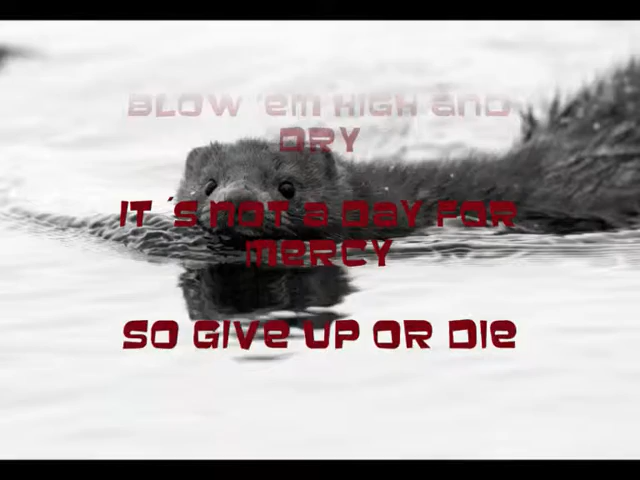 BLOW 'EM HIGH AND
DRY
IT ´S NOT A DAY FOR
MERCY
SO GIVE UP OR DIE